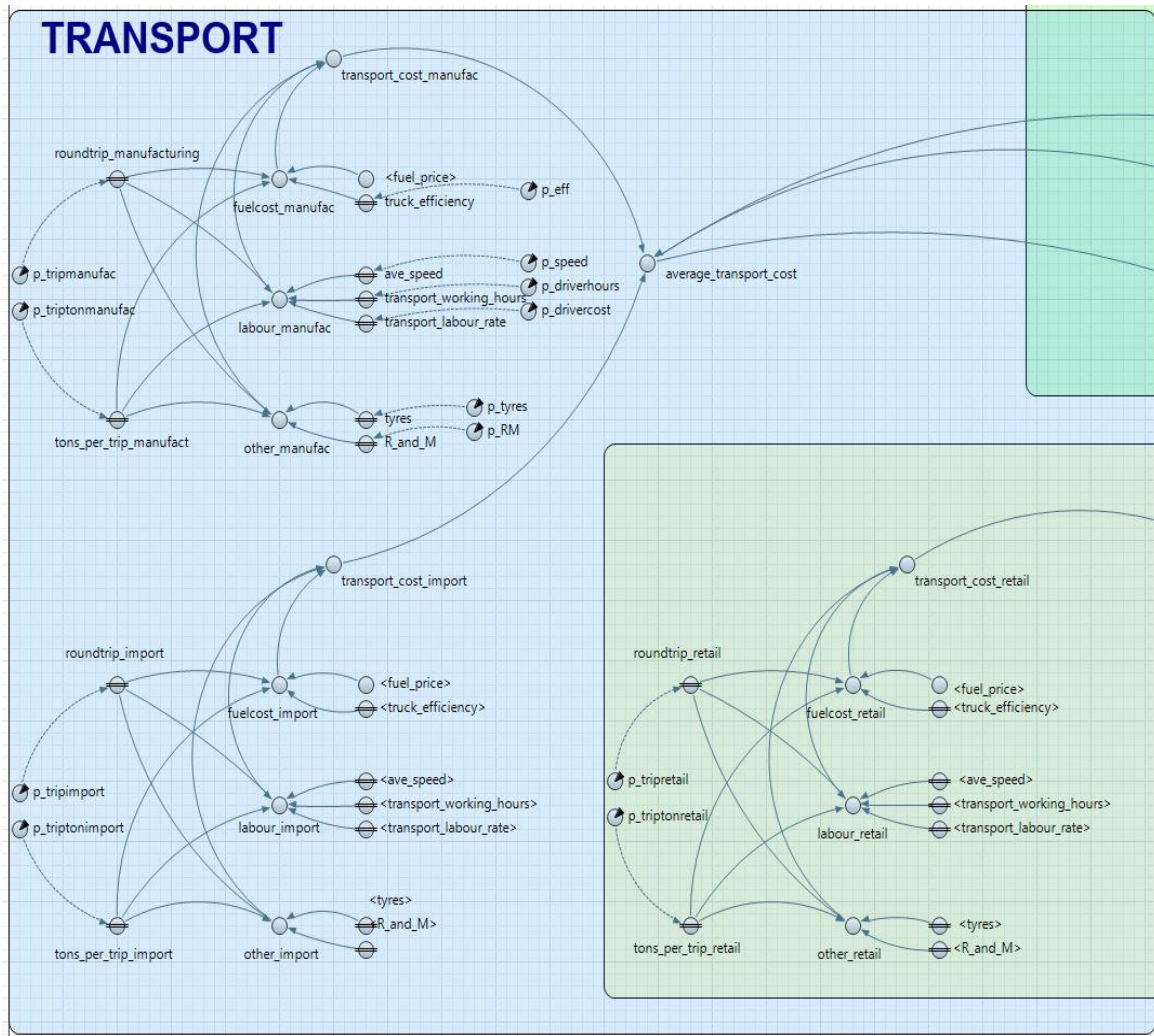 TRANSPORT
transport_cost_manufac
roundtrip_manufacturing
<fuel_price>
truck_efficiency
p_eff
fuelcost_manufac
p_tripmanufac
p_triptonmanufac
ave_speed
p_speed
transport_working_hours
p_driverhours
transport_labour_rate
p_drivercost
labour_manufac
average_transport_cost
tyres
p_tyres
R_and_M
p_RM
tons_per_trip_manufact
other_manufac
transport_cost_import
roundtrip_import
<fuel_price>
<truck_efficiency>
fuelcost_import
p_tripimport
p_triptonimport
<ave_speed>
<transport_working_hours>
<transport_labour_rate>
labour_import
<tyres>
<R_and_M>
tons_per_trip_import
other_import
transport_cost_retail
roundtrip_retail
<fuel_price>
<truck_efficiency>
fuelcost_retail
p_tripretail
p_triptonretail
<ave_speed>
<transport_working_hours>
<transport_labour_rate>
labour_retail
<tyres>
<R_and_M>
tons_per_trip_retail
other_retail